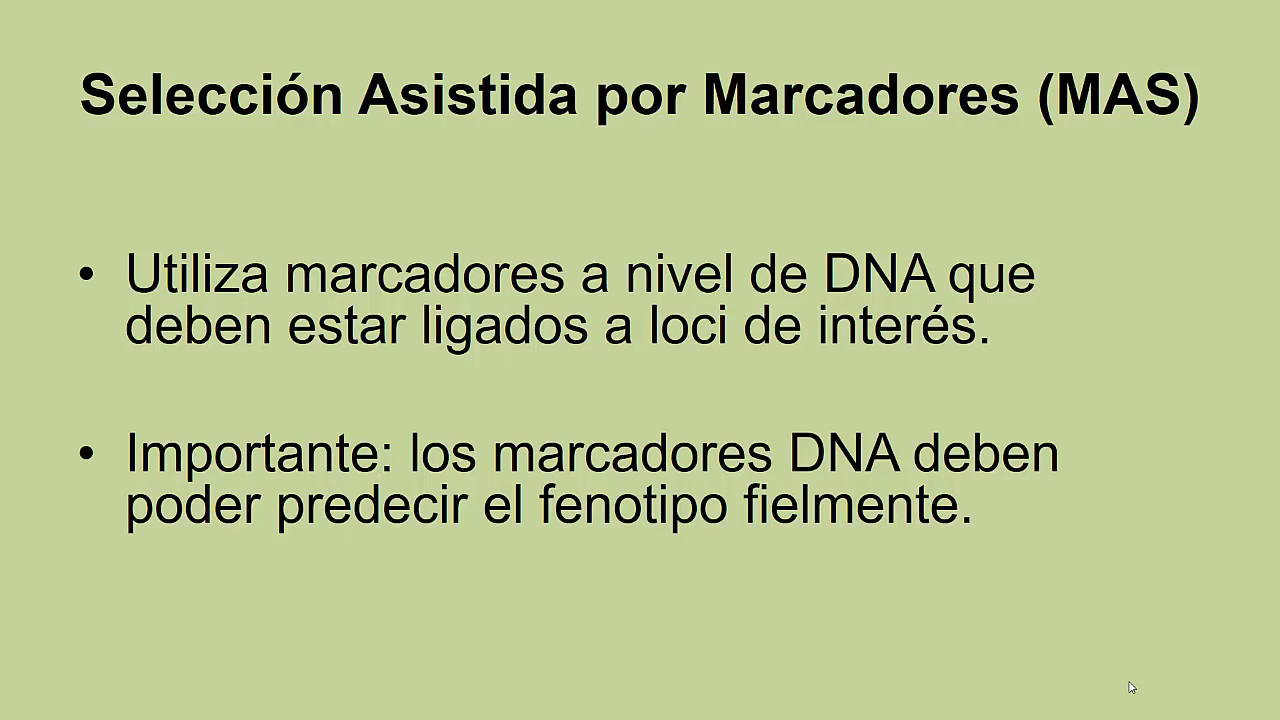 Selección Asistida por Marcadores (MAS)
• Utiliza marcadores a nivel de DNA que
deben estar ligados a loci de interés.
• Importante: los marcadores DNA deben
poder predecir el fenotipo fielmente.